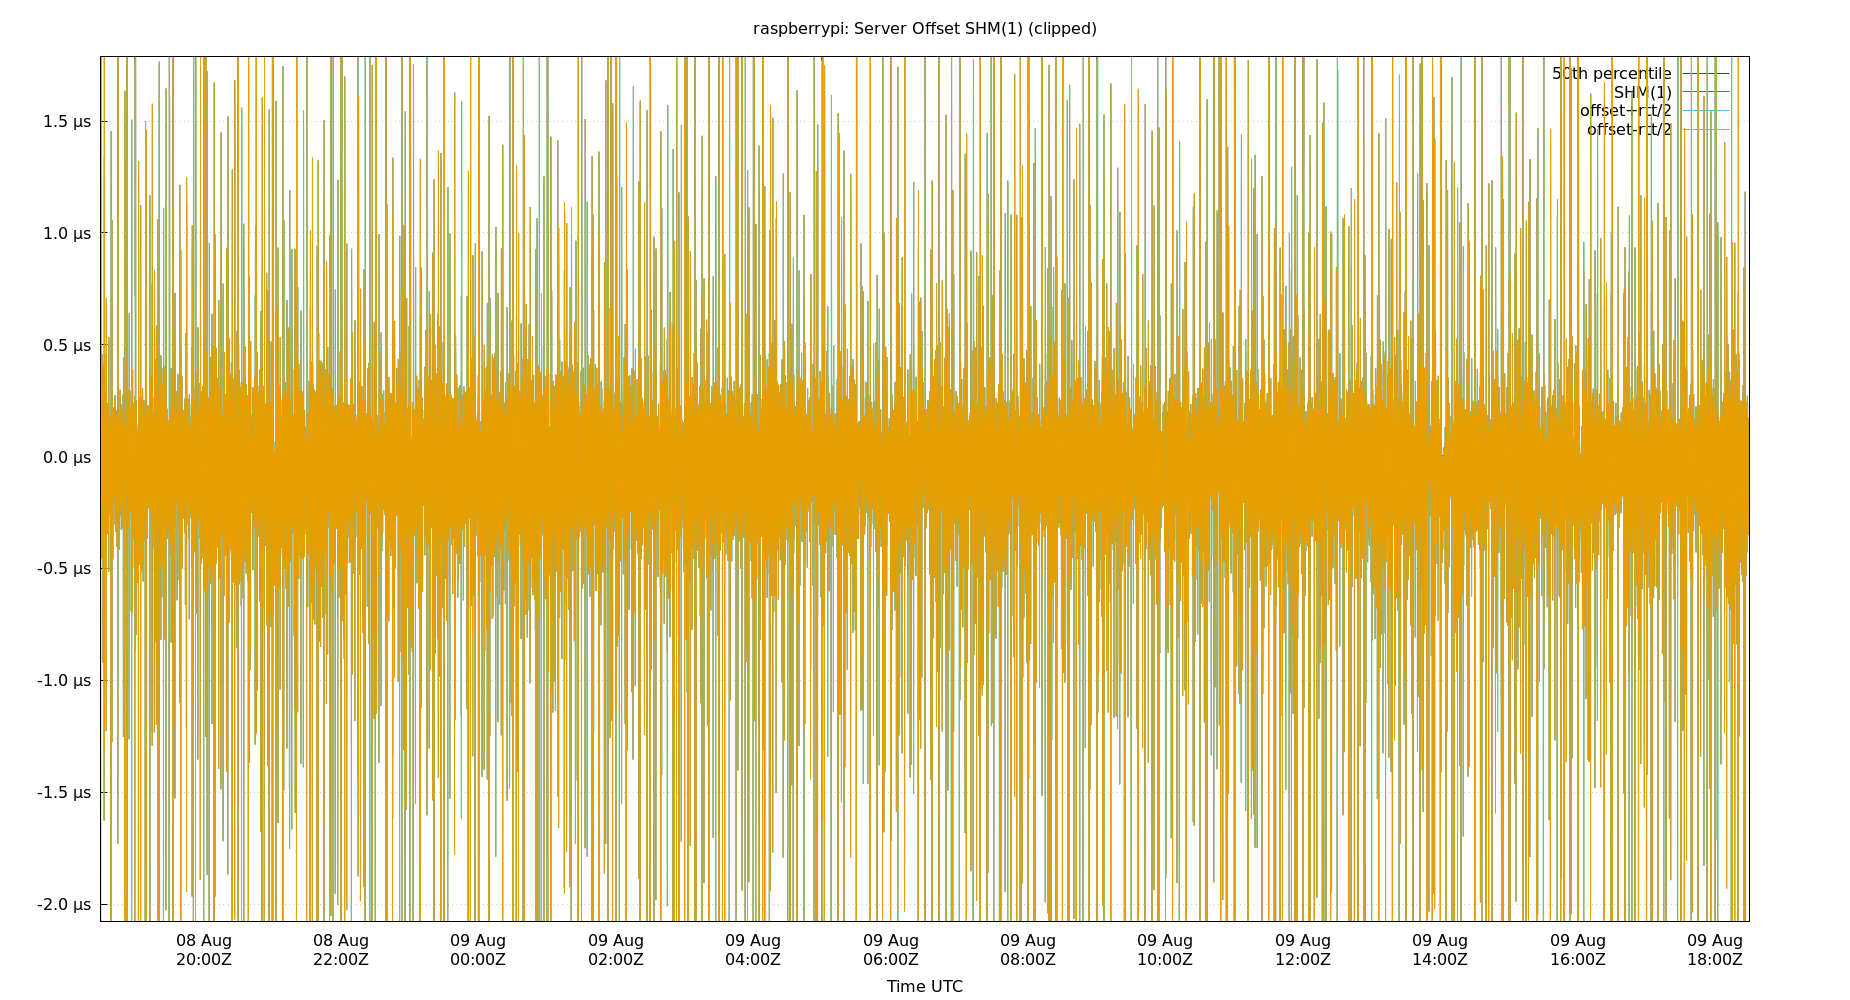 raspberrypi: Server Offset SHM(1) (clipped)
50th percentile
SHM(1)
offset+rtt/2
offset-rtt/2
1.5 µs
1.0 µs
0.5 µs
0.0 µs
-0.5 µs
-1.0 µs
-1.5 µs
-2.0 µs
08 Aug 08 Aug 09 Aug 09 Aug 09 Aug 09 Aug 09 Aug 09 Aug 09 Aug 09 Aug 09 Aug 09 Aug
20:00Z 22:00Z 00:00Z 02:00Z 04:00Z 06:00Z 08:00Z 10:00Z 12:00Z 14:00Z 16:00Z 18:00Z
Time UTC